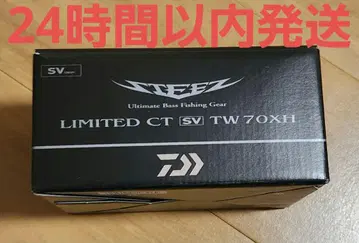 24時間以内発送
SV
STEEZ
Ultimate Bass Fishing Gear
LIMITED CT SV TW 70XH